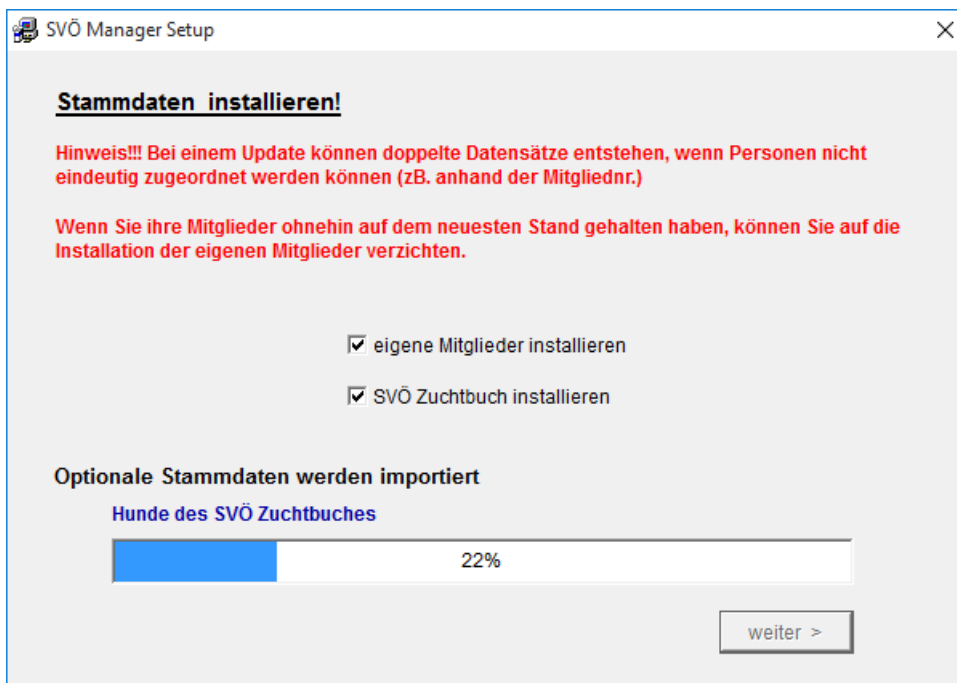 SVÖ Manager Setup
Stammdaten installieren!
Hinweis!!! Bei einem Update können doppelte Datensätze entstehen, wenn Personen nicht
eindeutig zugeordnet werden können (zB. anhand der Mitgliednr.)
Wenn Sie ihre Mitglieder ohnehin auf dem neuesten Stand gehalten haben, können Sie auf die
Installation der eigenen Mitglieder verzichten.
eigene Mitglieder installieren
SVÖ Zuchtbuch installieren
Optionale Stammdaten werden importiert
Hunde des SVÖ Zuchtbuches
22%
weiter >